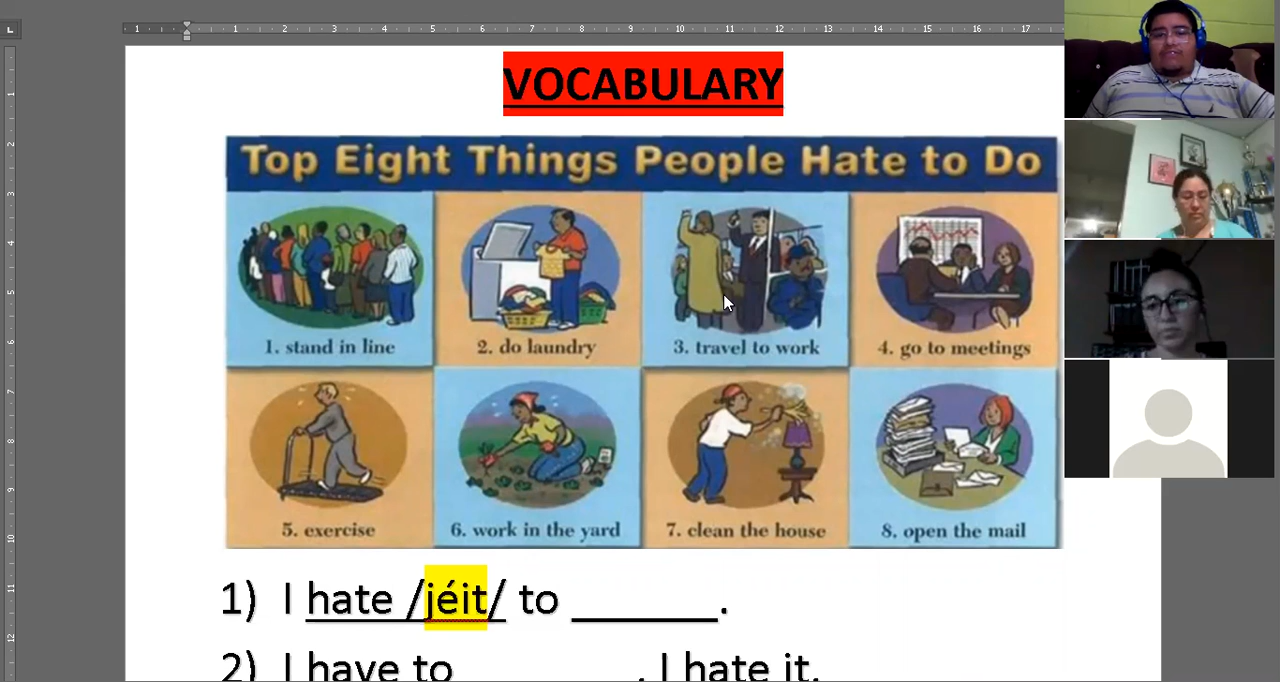 VOCABULARY
Top Eight Things People Hate to Do
1. stand in line
2. do laundry
3. travel to work
4. go to meetings
5. exercise
6. work in the yard
7. clean the house
8. open the mail
1) I hate /jéit/ to ______.
2) I have to ______. I hate it.